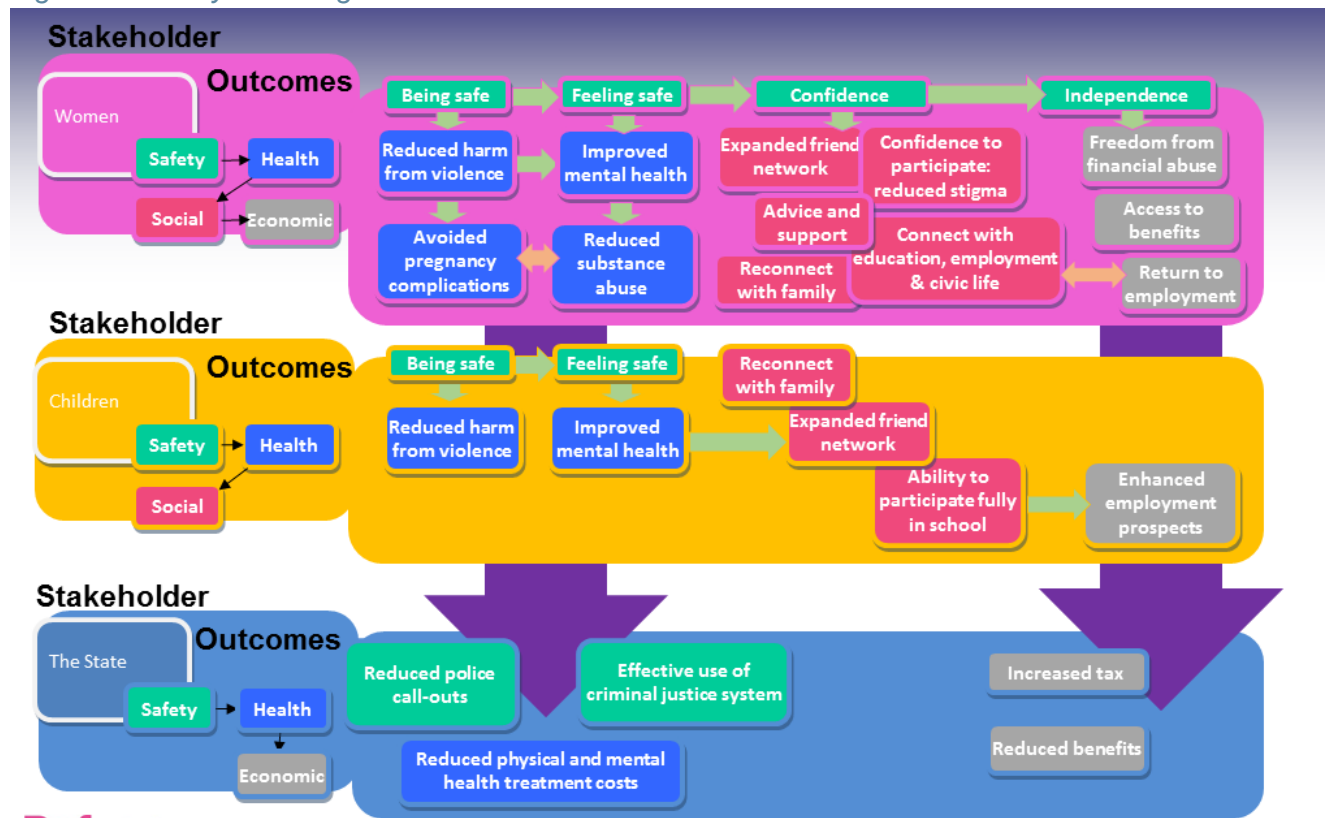 Stakeholder
Outcomes
Women
Safety
Health
Social
Economic
Being safe
Feeling safe
Confidence
Independence
Reduced harm
from violence
Improved
mental health
Expanded friend
network
Confidence to
participate:
reduced stigma
Freedom from
financial abuse
Advice and
support
Access to
benefits
Avoided
pregnancy
complications
Reduced
substance
abuse
Reconnect
with family
Connect with
education, employment
& civic life
Return to
employment
Stakeholder
Outcomes
Children
Safety
Health
Social
Being safe
Feeling safe
Reconnect
with family
Reduced harm
from violence
Improved
mental health
Expanded friend
network
Ability to
participate fully
in school
Enhanced
employment
prospects
Stakeholder
Outcomes
The State
Safety
Health
Economic
Reduced police
call-outs
Effective use of
criminal justice system
Increased tax
Reduced physical and mental
health treatment costs
Reduced benefits